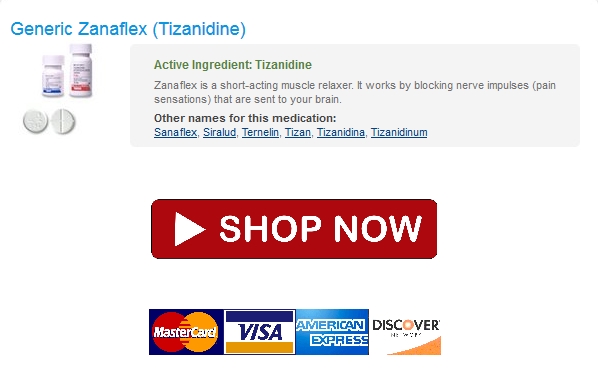 Generic Zanaflex (Tizanidine)
Active Ingredient: Tizanidine
Zanaflex is a short-acting muscle relaxer. It works by blocking nerve impulses (pain
sensations) that are sent to your brain.
Other names for this medication:
Sanaflex, Siralud, Ternelin, Tizan, Tizanidina, Tizanidinum
SHOP NOW
MasterCard VISA AMERICAN EXPRESS DISCOVER NETWORK